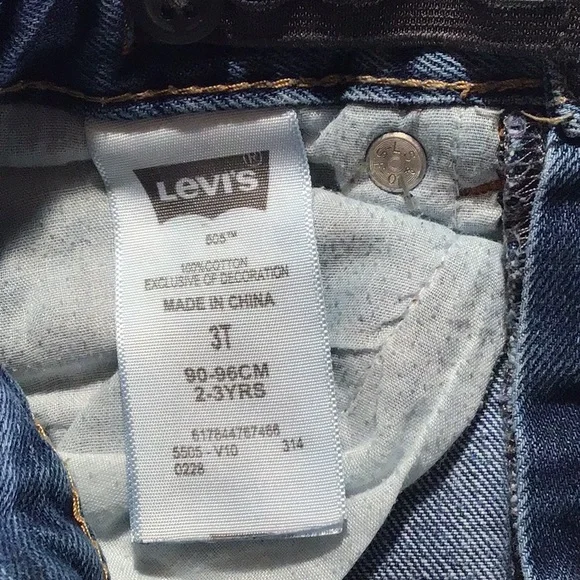 Levi's
505™
100% COTTON
EXCLUSIVE OF DECORATION
MADE IN CHINA
3T
90-96CM
2-3YRS
617844767466
5505 - V10 314
0228